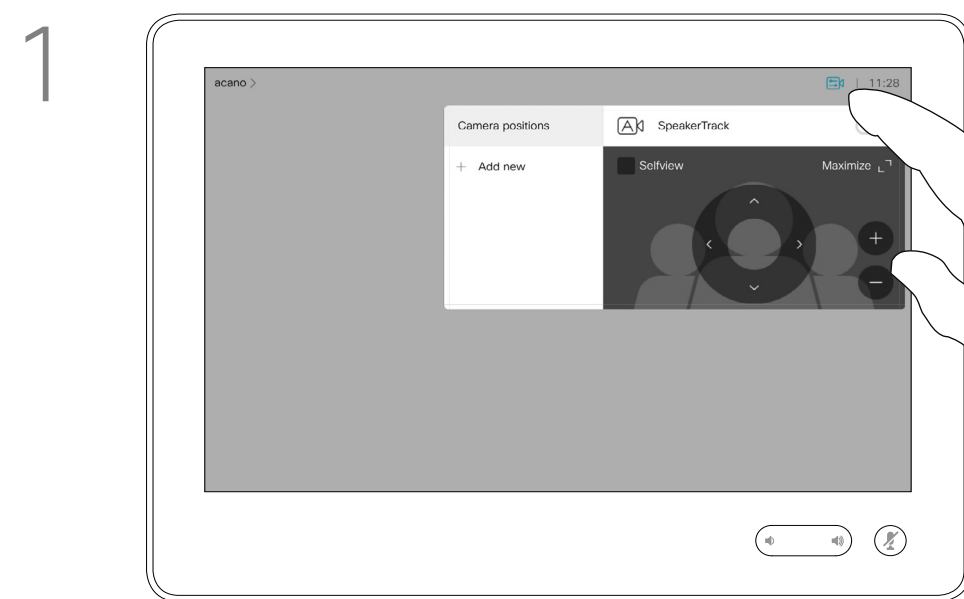 1
acano >
11:28
Camera positions
A SpeakerTrack
+ Add new
Selfview
Maximize
+
−